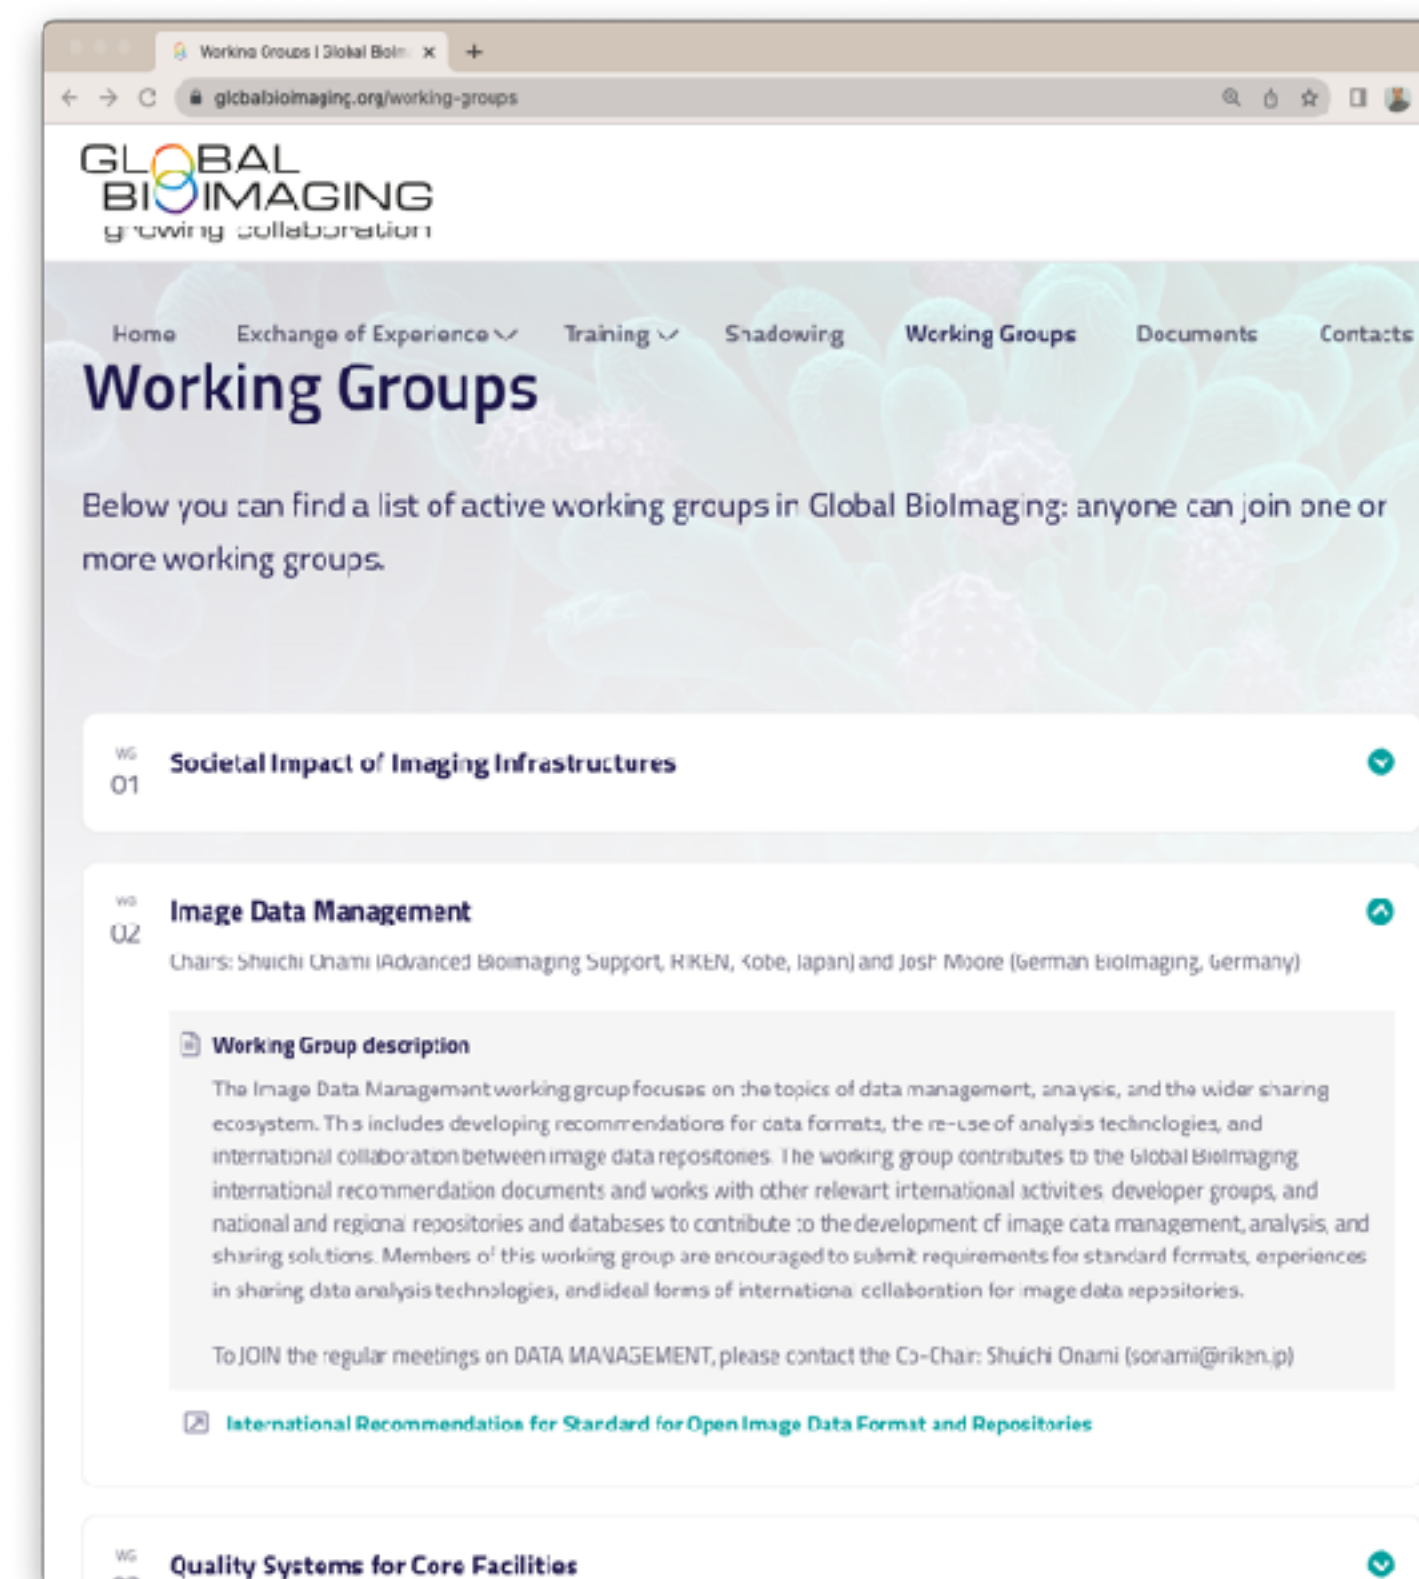 Working Groups | Global BioIm
globalbioimaging.org/working-groups
GLOBAL
BIOIMAGING
growing collaboration
Home Exchange of Experience Training Shadowing Working Groups Documents Contacts
Working Groups
Below you can find a list of active working groups in Global BioImaging: anyone can join one or
more working groups.
WG
01
Societal Impact of Imaging Infrastructures
WG
02
Image Data Management
Chairs: Shuichi Onami (Advanced Bioimaging Support, RIKEN, Kobe, Japan) and Josh Moore (German BioImaging, Germany)
Working Group description
The Image Data Management working group focuses on the topics of data management, analysis, and the wider sharing
ecosystem. This includes developing recommendations for data formats, the re-use of analysis technologies, and
international collaboration between image data repositories. The working group contributes to the Global BioImaging
international recommendation documents and works with other relevant international activities, developer groups, and
national and regional repositories and databases to contribute to the development of image data management, analysis, and
sharing solutions. Members of this working group are encouraged to submit requirements for standard formats, experiences
in sharing data analysis technologies, and ideal forms of international collaboration for image data repositories.
To JOIN the regular meetings on DATA MANAGEMENT, please contact the Co-Chair: Shuichi Onami (sonami@riken.jp)
International Recommendation for Standard for Open Image Data Format and Repositories
WG
Quality Systems for Core Facilities